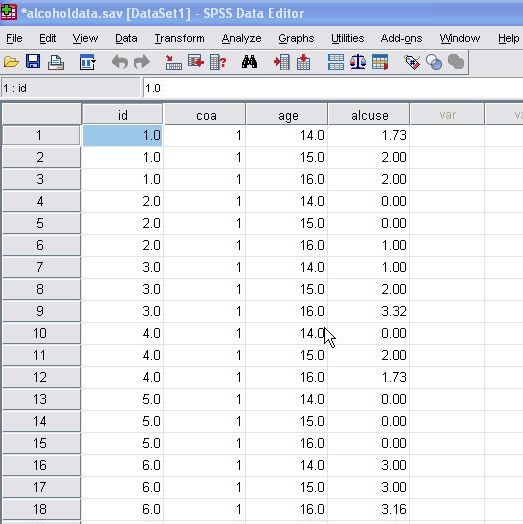 *alcoholdata.sav [DataSet1] - SPSS Data Editor
File Edit View Data Transform Analyze Graphs Utilities Add-ons Window Help
1 : id 1.0
id coa age alcuse var va
1 1.0 1 14.0 1.73
2 1.0 1 15.0 2.00
3 1.0 1 16.0 2.00
4 2.0 1 14.0 0.00
5 2.0 1 15.0 0.00
6 2.0 1 16.0 1.00
7 3.0 1 14.0 1.00
8 3.0 1 15.0 2.00
9 3.0 1 16.0 3.32
10 4.0 1 14.0 0.00
11 4.0 1 15.0 2.00
12 4.0 1 16.0 1.73
13 5.0 1 14.0 0.00
14 5.0 1 15.0 0.00
15 5.0 1 16.0 0.00
16 6.0 1 14.0 3.00
17 6.0 1 15.0 3.00
18 6.0 1 16.0 3.16